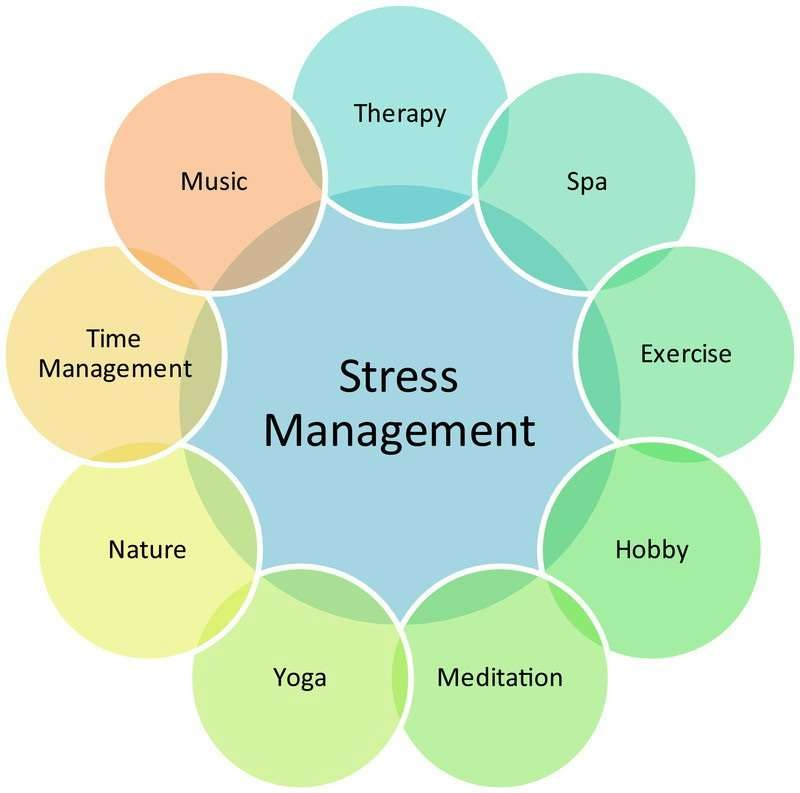 Therapy
Spa
Exercise
Hobby
Meditation
Yoga
Nature
Time
Management
Music
Stress
Management